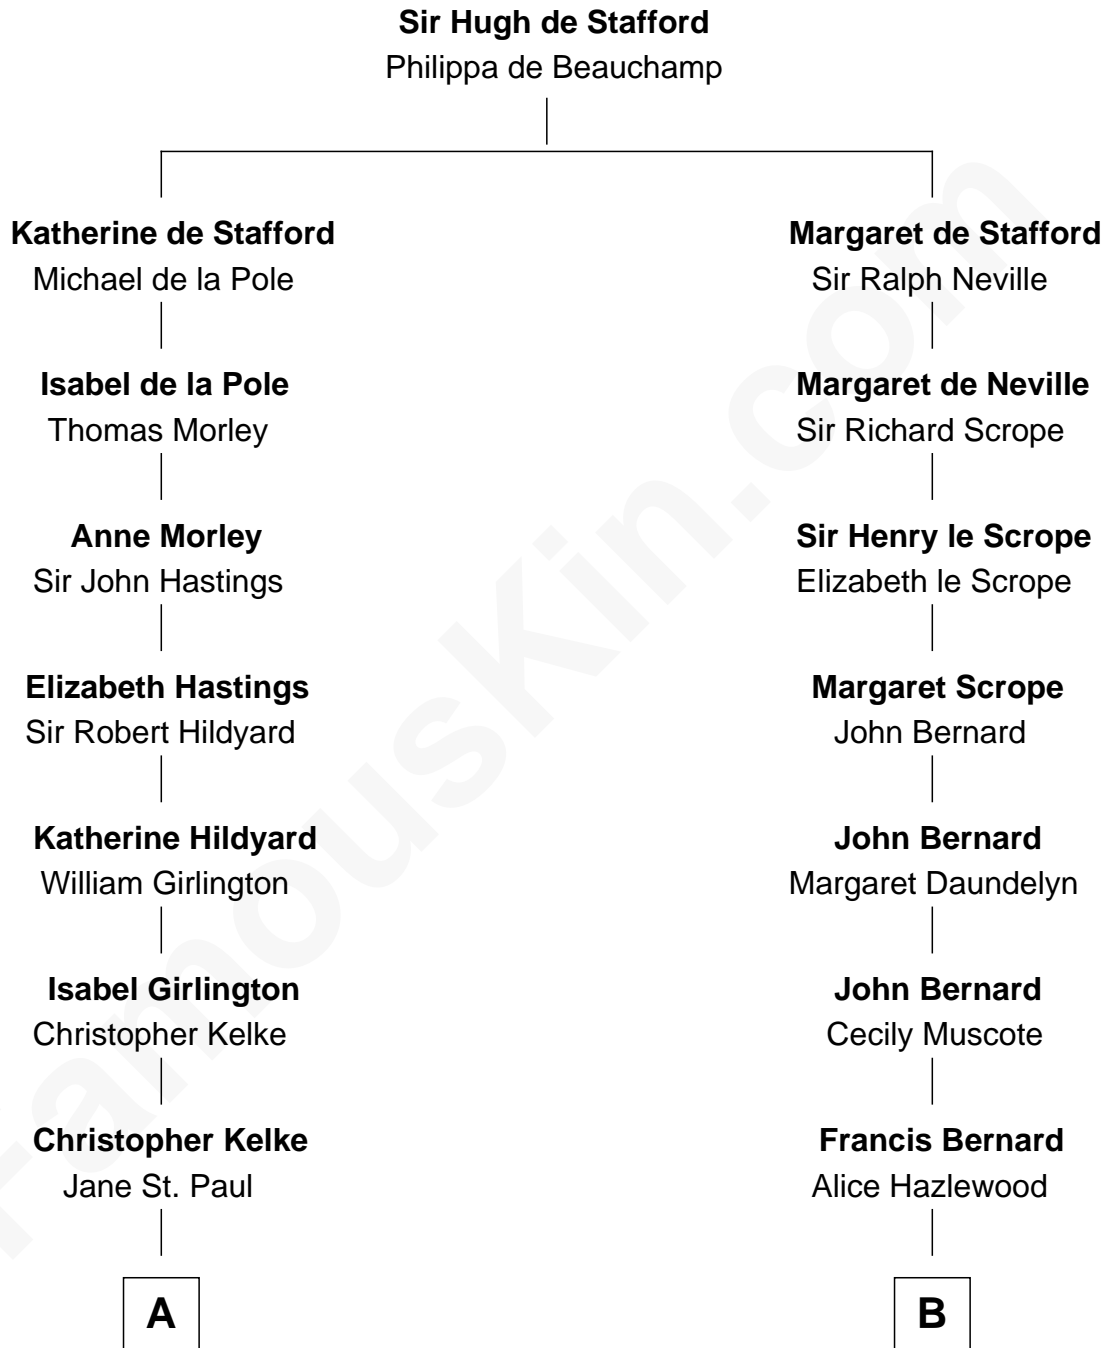 Sir Hugh de Stafford
Philippa de Beauchamp
Katherine de Stafford
Michael de la Pole
Margaret de Stafford
Sir Ralph Neville
Isabel de la Pole
Thomas Morley
Margaret de Neville
Sir Richard Scrope
Anne Morley
Sir John Hastings
Sir Henry le Scrope
Elizabeth le Scrope
Elizabeth Hastings
Sir Robert Hildyard
Margaret Scrope
John Bernard
Katherine Hildyard
William Girlington
John Bernard
Margaret Daundelyn
Isabel Girlington
Christopher Kelke
John Bernard
Cecily Muscote
Christopher Kelke
Jane St. Paul
Francis Bernard
Alice Hazlewood
A
B
FamousKin.com